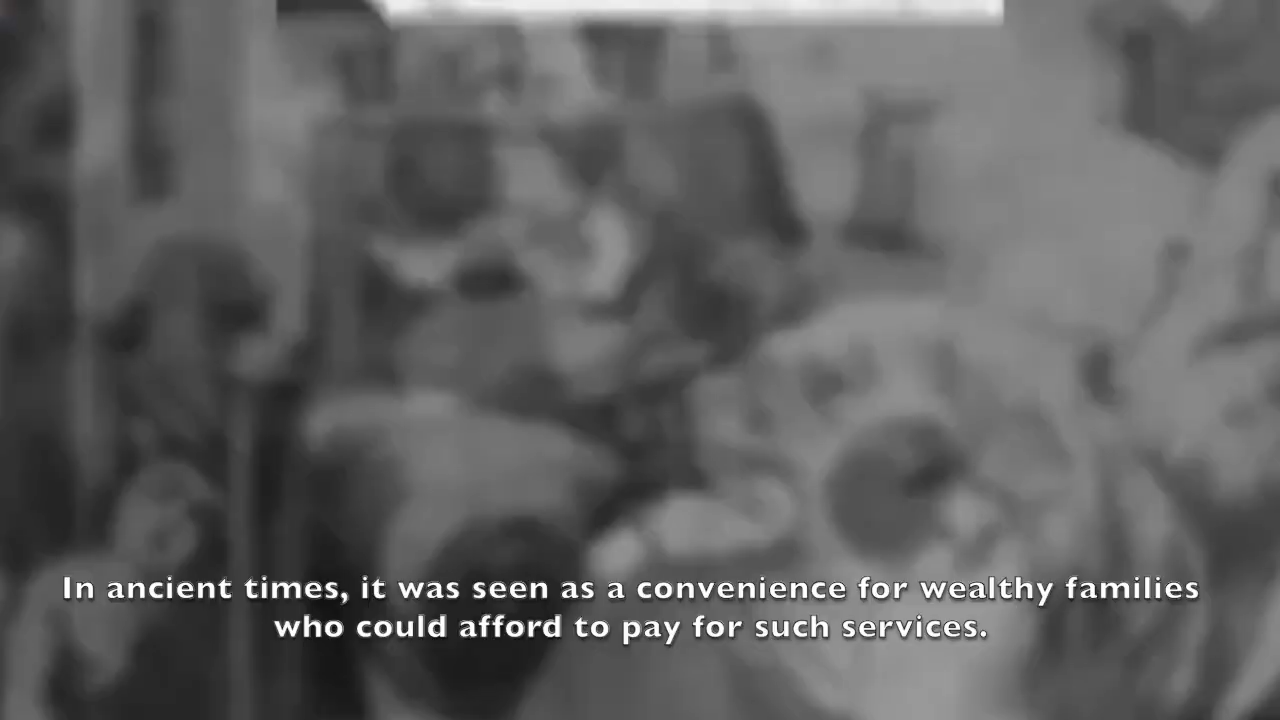 In ancient times, it was seen as a convenience for wealthy families
who could afford to pay for such services.